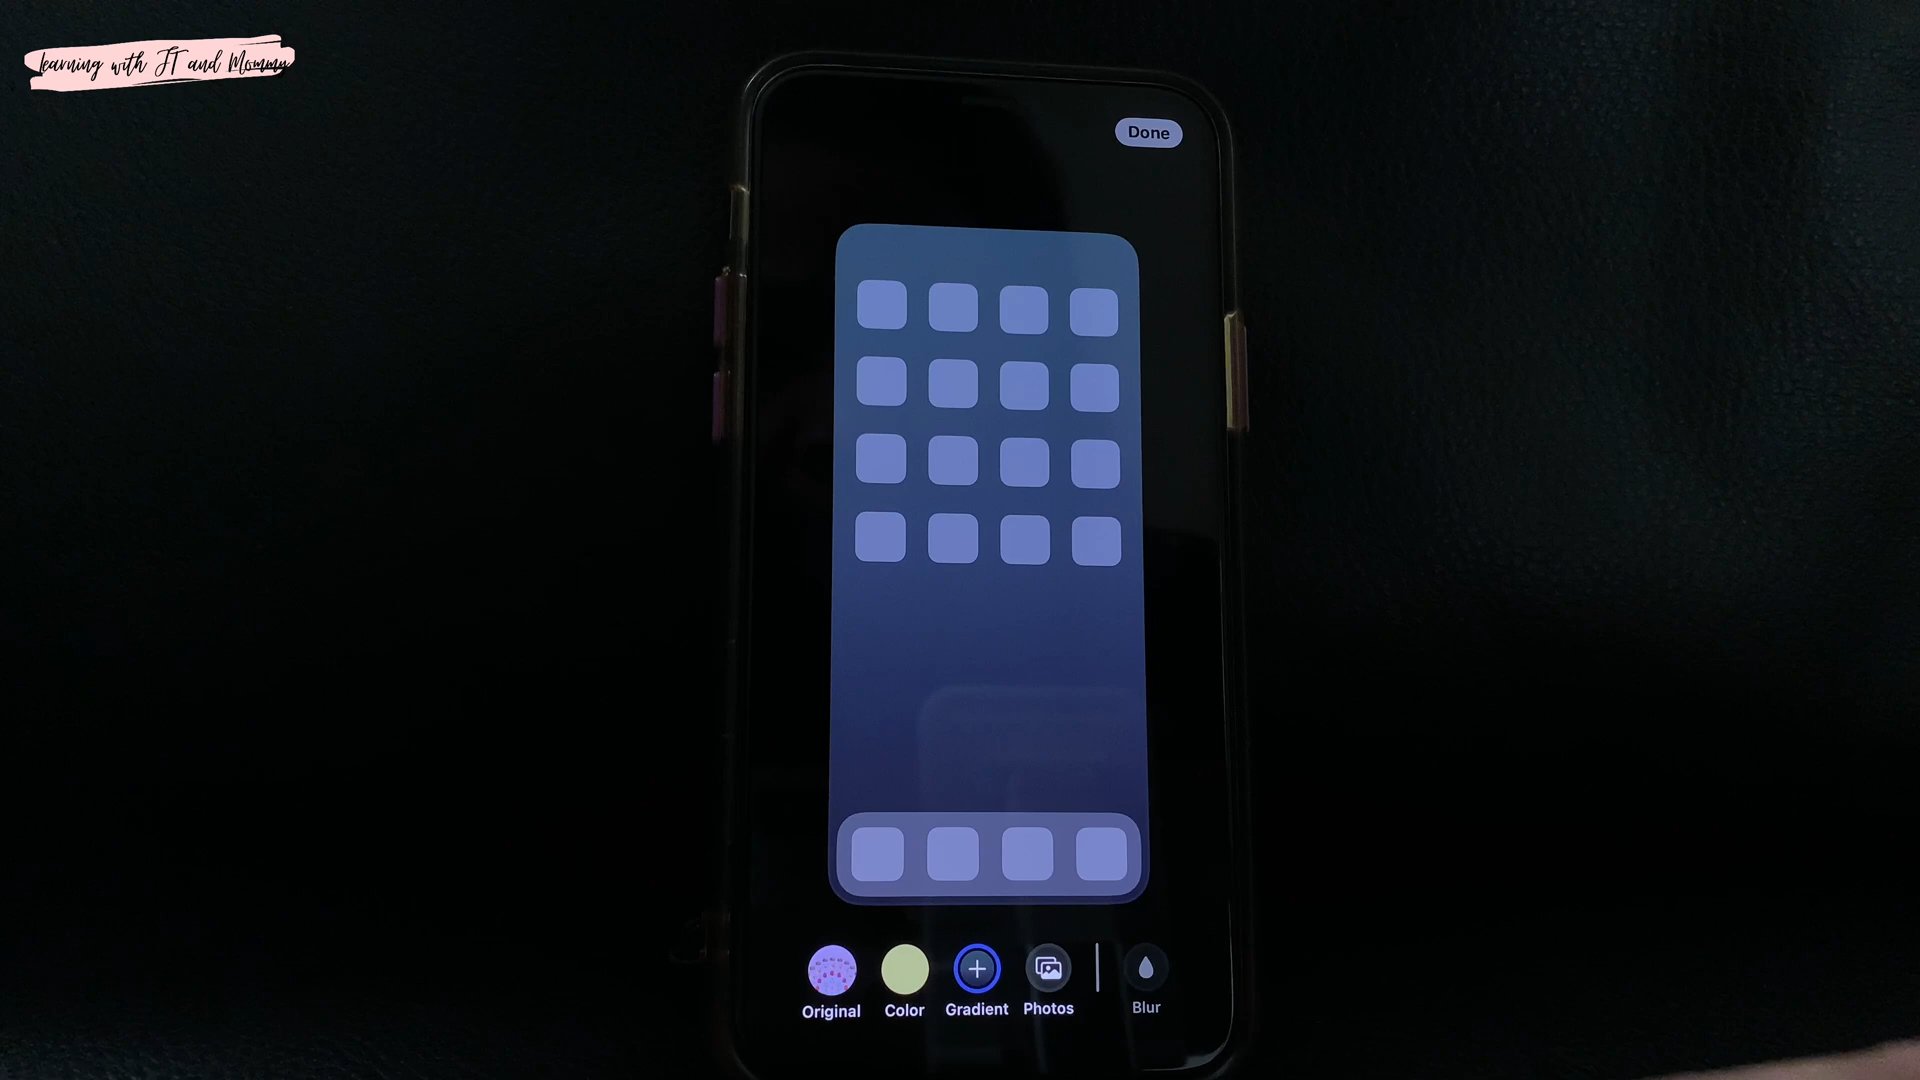 Learning with JT and Mommy
Done
Original
Color
Gradient
Photos
Blur